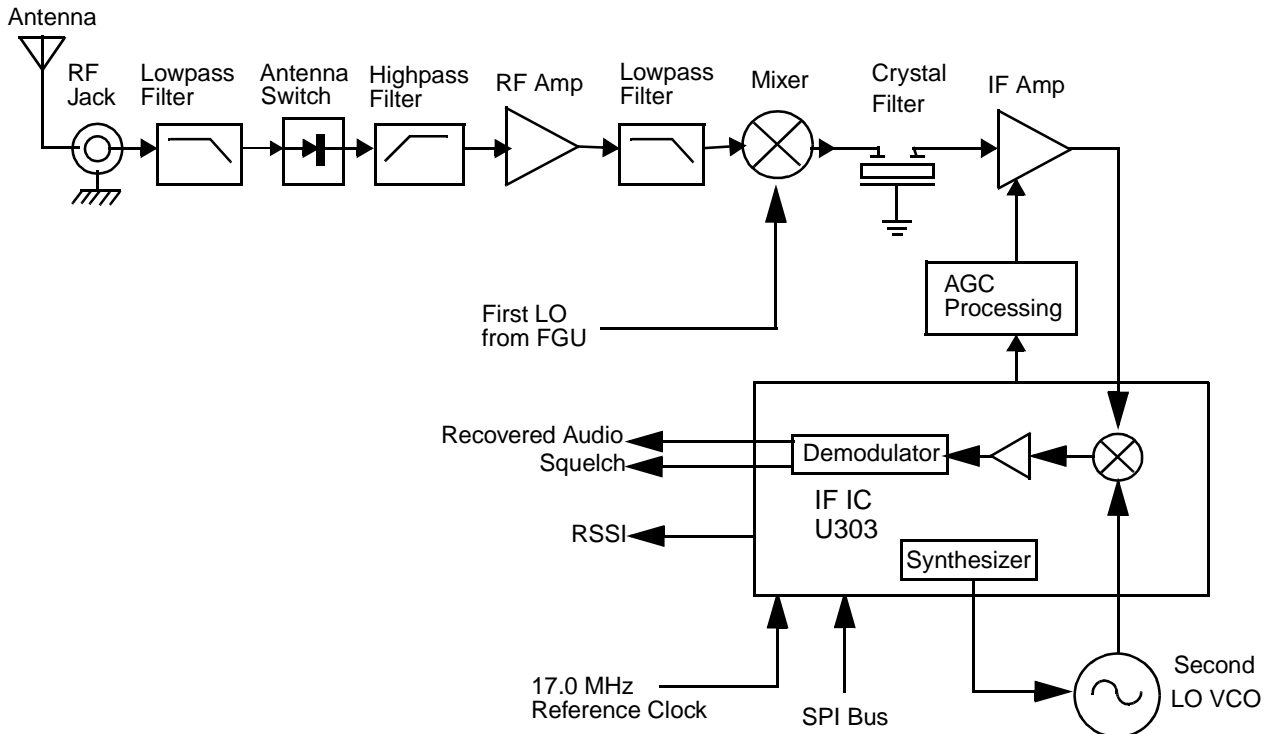 Antenna
RF
Jack
Lowpass
Filter
Antenna
Switch
Highpass
Filter
RF Amp
Lowpass
Filter
Mixer
Crystal
Filter
IF Amp
AGC
Processing
First LO
from FGU
Recovered Audio
Squelch
Demodulator
IF IC
U303
RSSI
Synthesizer
17.0 MHz
Reference Clock
SPI Bus
Second
LO VCO